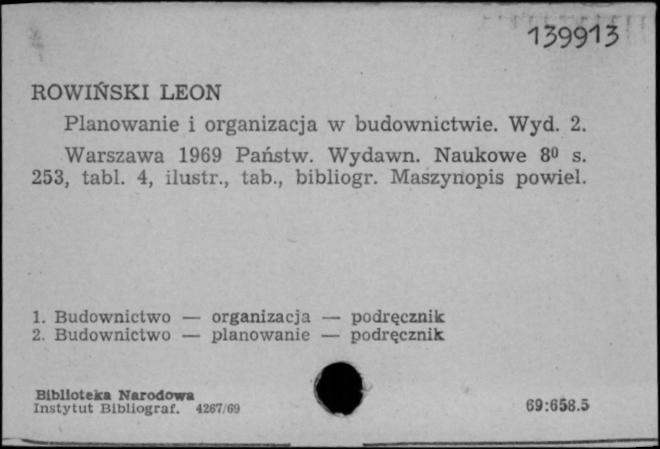 139913
ROWIŃSKI LEON
Planowanie i organizacja w budownictwie. Wyd. 2.
Warszawa 1969 Państw. Wydawn. Naukowe 8⁰ s.
253, tabl. 4, ilustr., tab., bibliogr. Maszynopis powiel.
1. Budownictwo — organizacja — podręcznik
2. Budownictwo — planowanie — podręcznik
Biblioteka Narodowa
Instytut Bibliograf. 4267/69
69:658.5